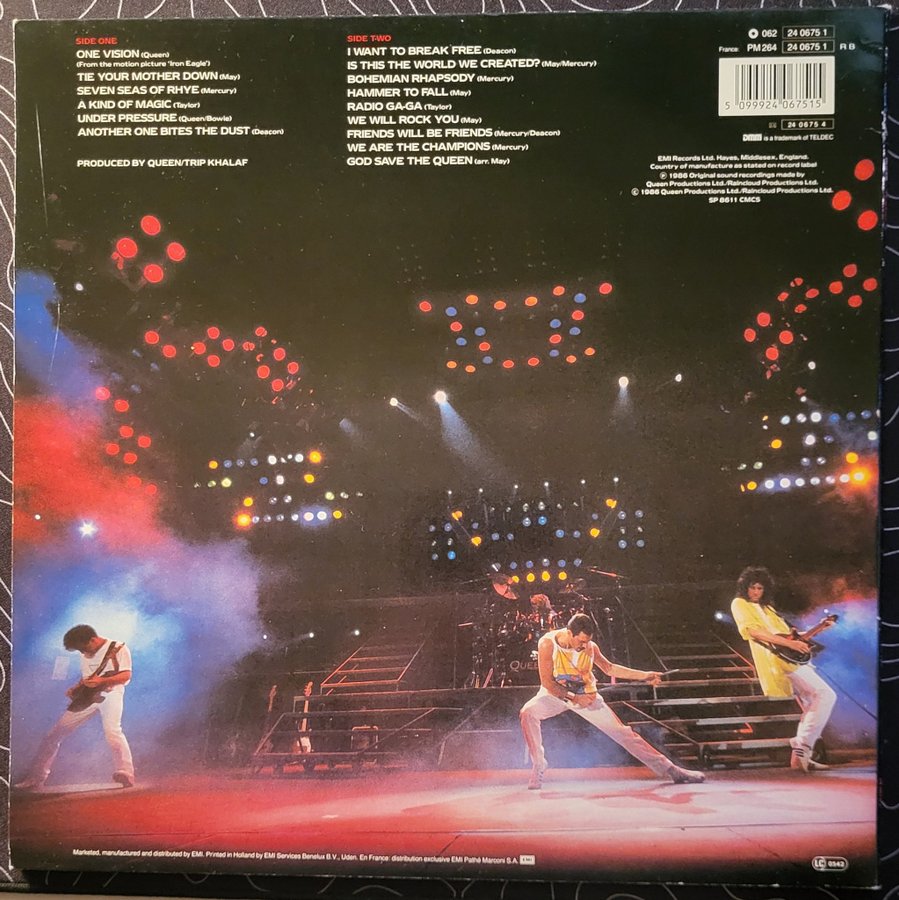 SIDE ONE
ONE VISION (Queen)
(From the motion picture 'Iron Eagle')
TIE YOUR MOTHER DOWN (May)
SEVEN SEAS OF RHYE (Mercury)
A KIND OF MAGIC (Taylor)
UNDER PRESSURE (Queen/Bowie)
ANOTHER ONE BITES THE DUST (Deacon)
PRODUCED BY QUEEN/TRIP KHALAF
SIDE TWO
I WANT TO BREAK FREE (Deacon)
IS THIS THE WORLD WE CREATED? (May/Mercury)
BOHEMIAN RHAPSODY (Mercury)
HAMMER TO FALL (May)
RADIO GA-GA (Taylor)
WE WILL ROCK YOU (May)
FRIENDS WILL BE FRIENDS (Mercury/Deacon)
WE ARE THE CHAMPIONS (Mercury)
GOD SAVE THE QUEEN (arr. May)
062 24 0675 1
France: PM 264 24 0675 1 R B
5 099924 067515
24 0675 4
DMM is a trademark of TELDEC
EMI Records Ltd. Hayes, Middlesex, England.
Country of manufacture as stated on record label
℗ 1986 Original sound recordings made by
Queen Productions Ltd./Raincloud Productions Ltd.
© 1986 Queen Productions Ltd./Raincloud Productions Ltd.
SP 8611 CMCS
QUEEN
Marketed, manufactured and distributed by EMI. Printed in Holland by EMI Services Benelux B.V., Uden. En France: distribution exclusive EMI Pathé Marconi S.A. EMI
LC 0542